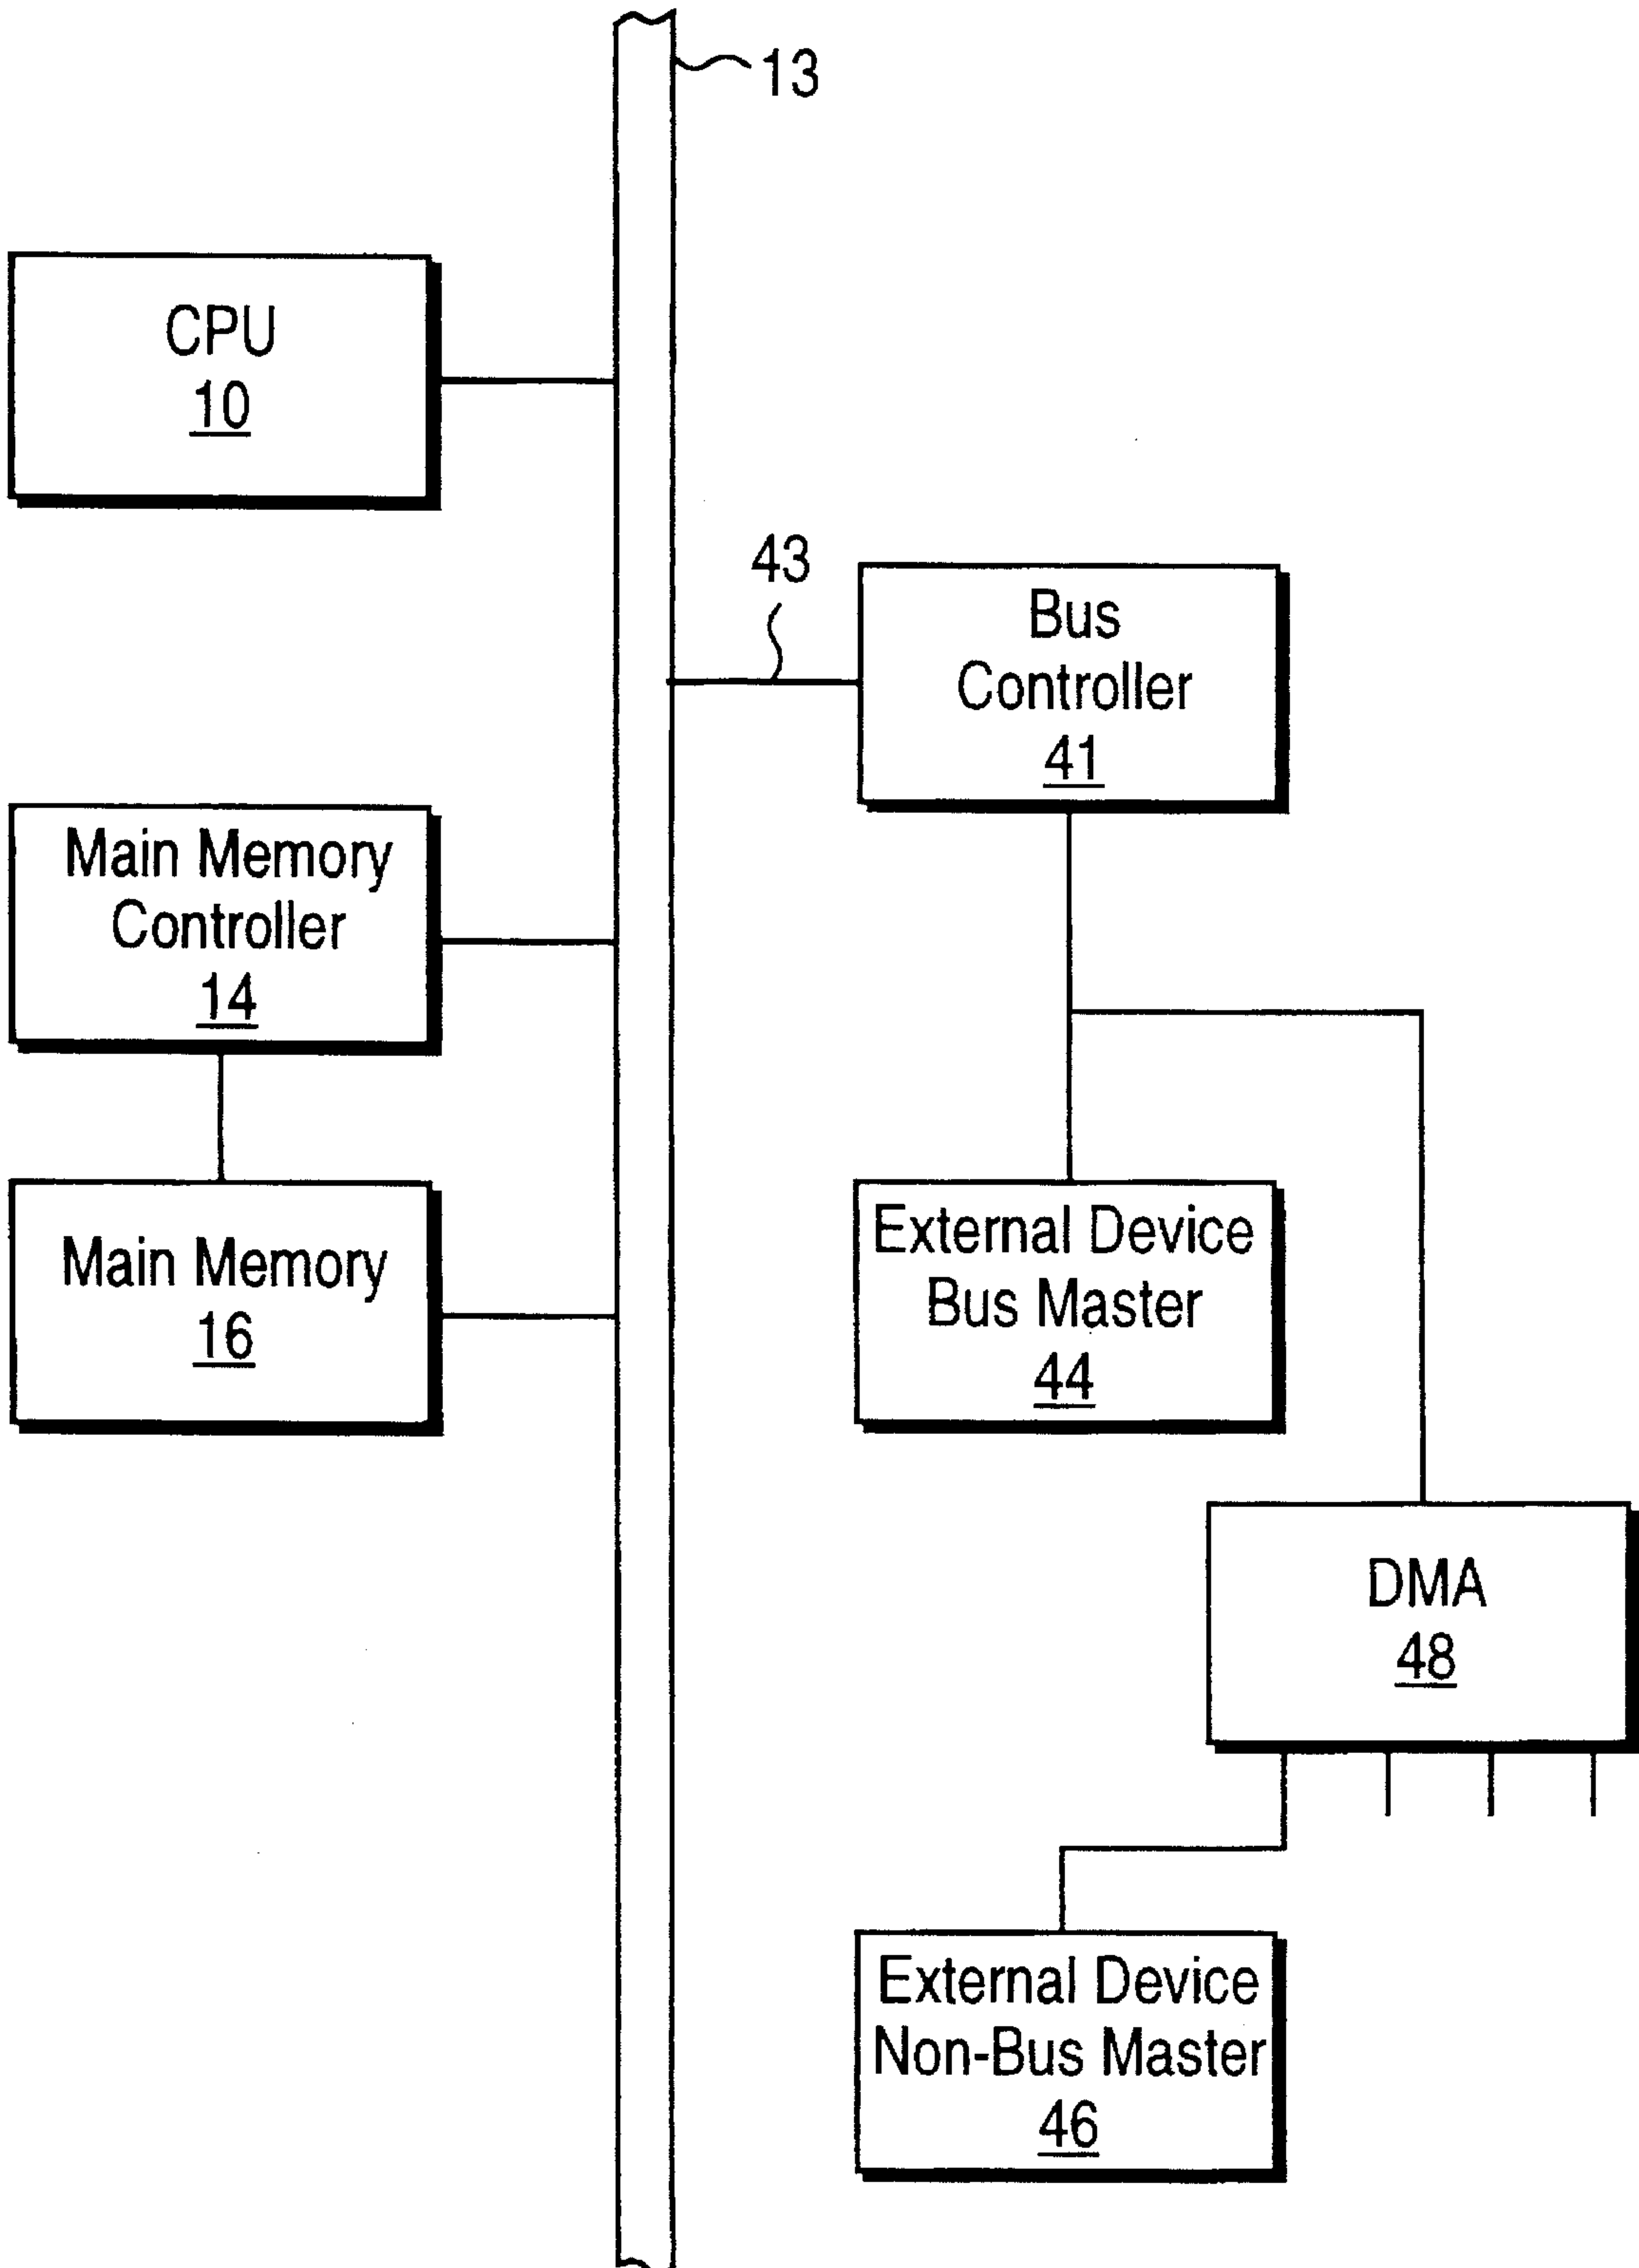 13
CPU
10
43
Bus
Controller
41
Main Memory
Controller
14
Main Memory
16
External Device
Bus Master
44
DMA
48
External Device
Non-Bus Master
46